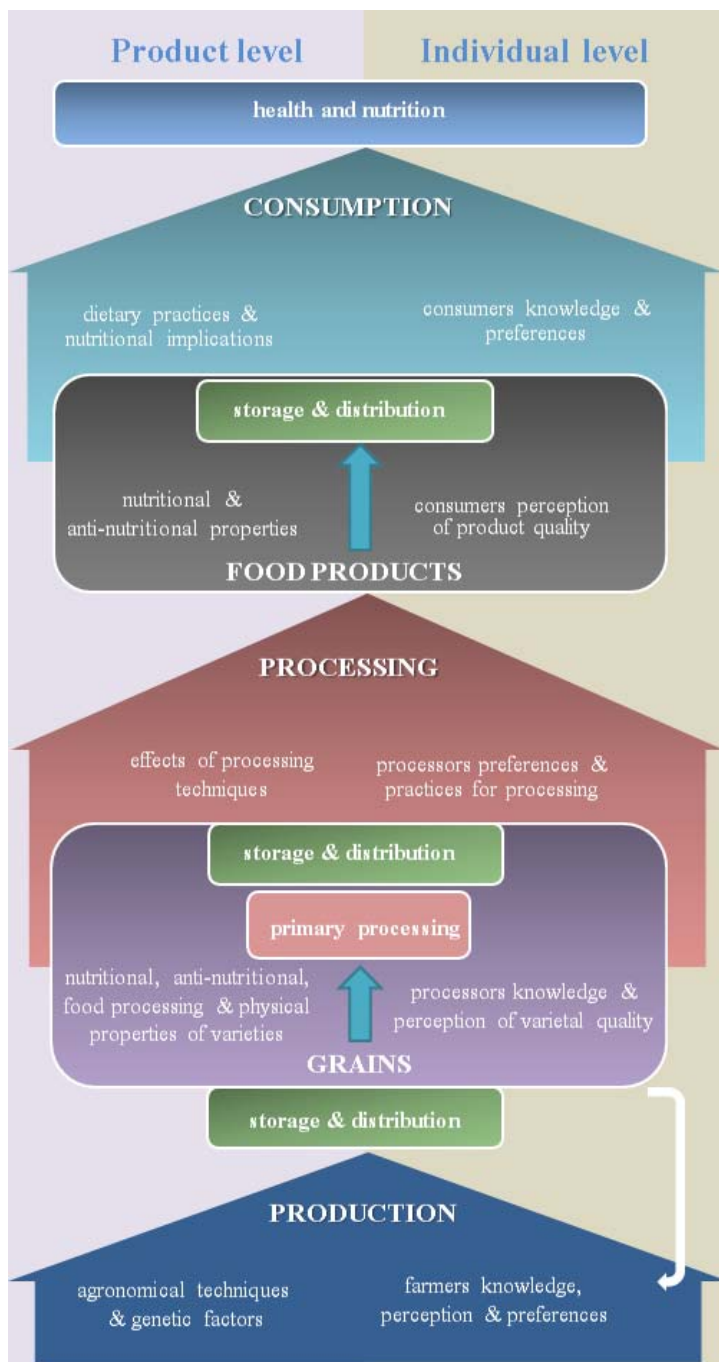 Product level
Individual level
health and nutrition
CONSUMPTION
dietary practices &
nutritional implications
consumers knowledge &
preferences
storage & distribution
nutritional &
anti-nutritional properties
consumers perception
of product quality
FOOD PRODUCTS
PROCESSING
effects of processing
techniques
processors preferences &
practices for processing
storage & distribution
primary processing
nutritional, anti-nutritional,
food processing & physical
properties of varieties
processors knowledge &
perception of varietal quality
GRAINS
storage & distribution
PRODUCTION
agronomical techniques
& genetic factors
farmers knowledge,
perception & preferences